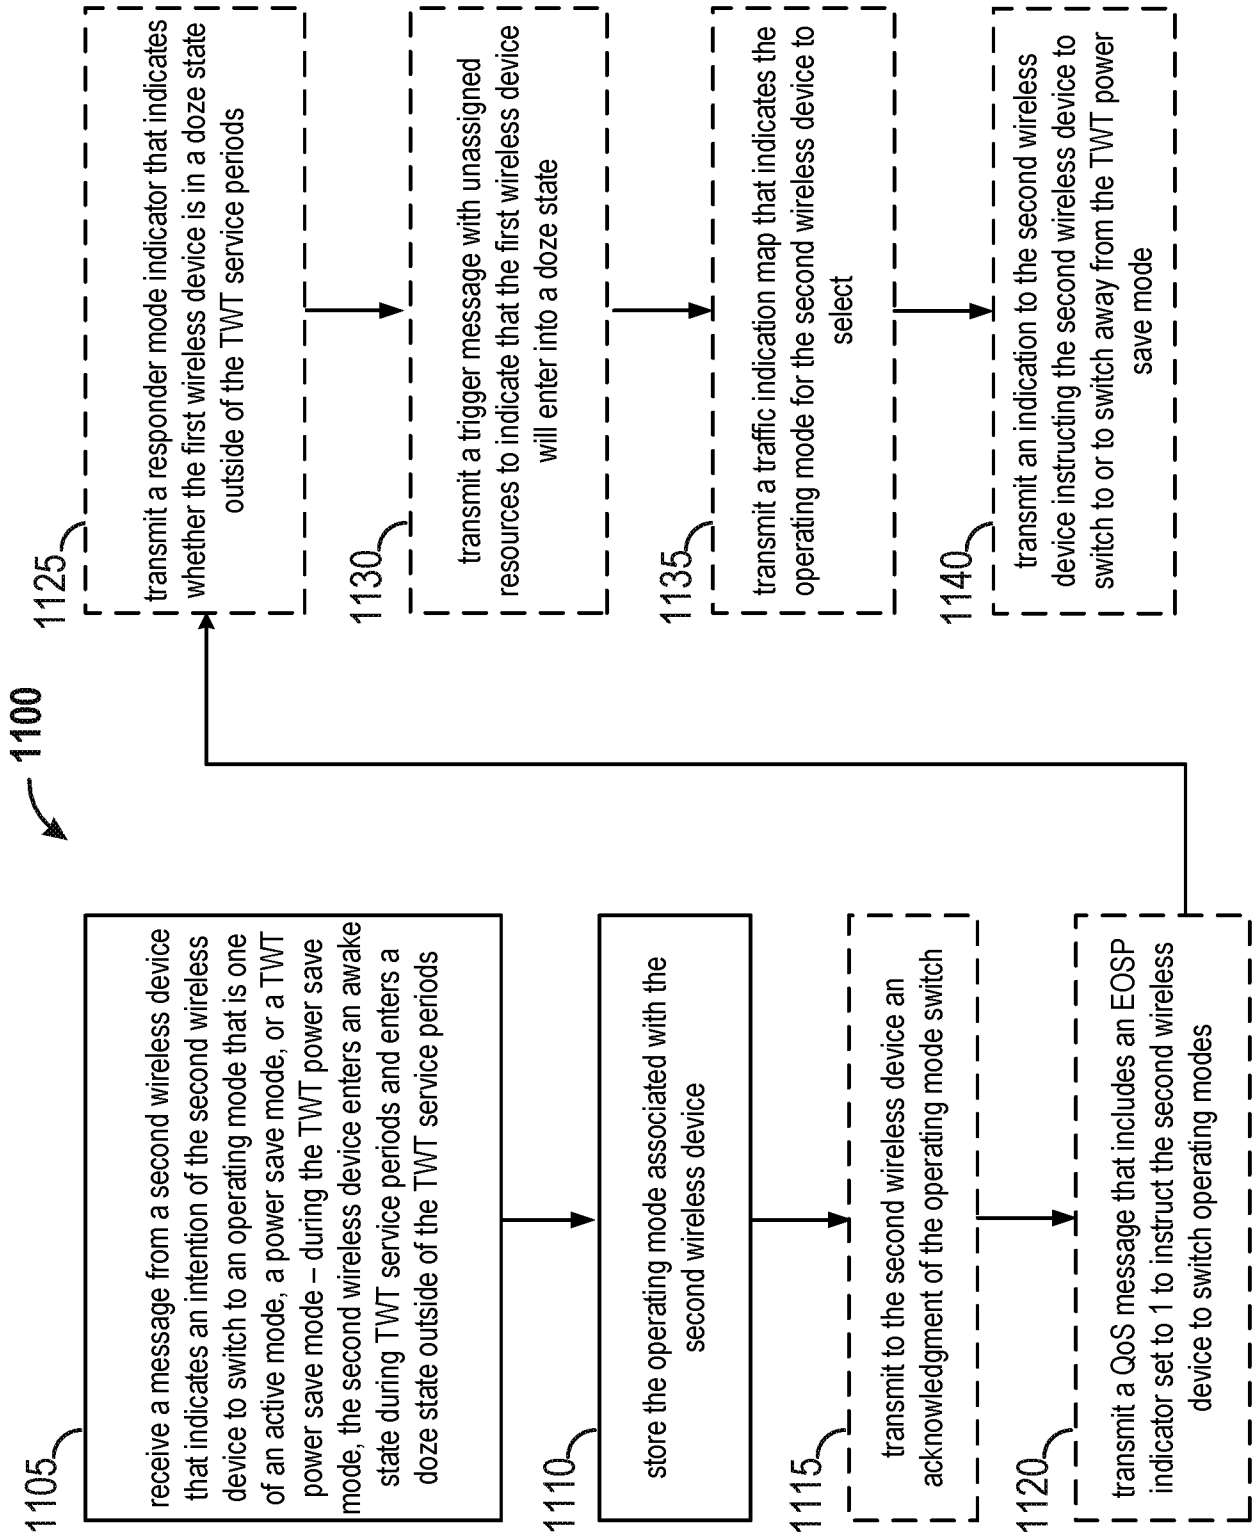 1100
1105
receive a message from a second wireless device
that indicates an intention of the second wireless
device to switch to an operating mode that is one
of an active mode, a power save mode, or a TWT
power save mode – during the TWT power save
mode, the second wireless device enters an awake
state during TWT service periods and enters a
doze state outside of the TWT service periods
1110
store the operating mode associated with the
second wireless device
1115
transmit to the second wireless device an
acknowledgment of the operating mode switch
1120
transmit a QoS message that includes an EOSP
indicator set to 1 to instruct the second wireless
device to switch operating modes
1125
transmit a responder mode indicator that indicates
whether the first wireless device is in a doze state
outside of the TWT service periods
1130
transmit a trigger message with unassigned
resources to indicate that the first wireless device
will enter into a doze state
1135
transmit a traffic indication map that indicates the
operating mode for the second wireless device to
select
1140
transmit an indication to the second wireless
device instructing the second wireless device to
switch to or to switch away from the TWT power
save mode